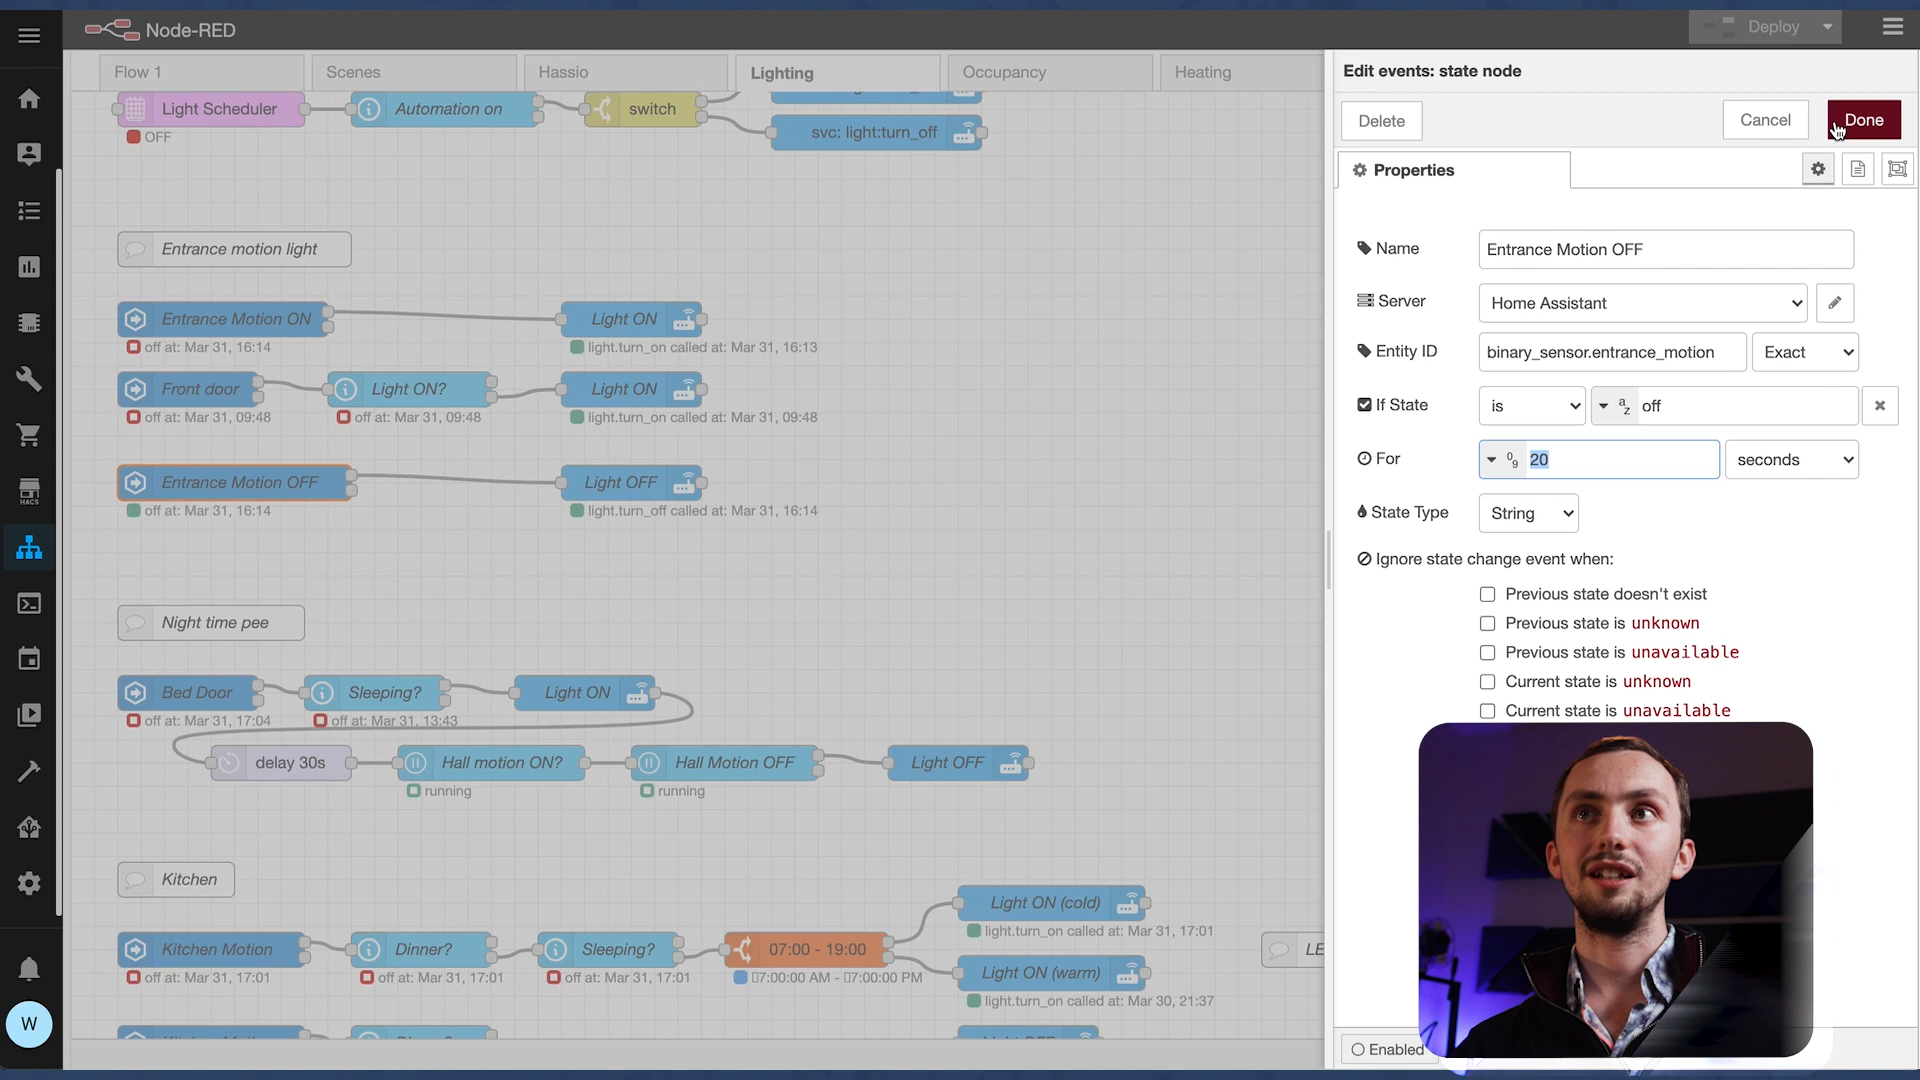 Node-RED
Deploy
Flow 1
Scenes
Hassio
Lighting
Occupancy
Heating
Edit events: state node
Delete
Cancel
Done
Properties
Light Scheduler
OFF
Automation on
switch
svc: light:turn_off
Entrance motion light
Entrance Motion ON
off at: Mar 31, 16:14
Light ON
light.turn_on called at: Mar 31, 16:13
Front door
off at: Mar 31, 09:48
Light ON?
off at: Mar 31, 09:48
Light ON
light.turn_on called at: Mar 31, 09:48
Entrance Motion OFF
off at: Mar 31, 16:14
Light OFF
light.turn_off called at: Mar 31, 16:14
Night time pee
Bed Door
off at: Mar 31, 17:04
Sleeping?
off at: Mar 31, 13:43
Light ON
delay 30s
Hall motion ON?
running
Hall Motion OFF
running
Light OFF
Kitchen
Kitchen Motion
off at: Mar 31, 17:01
Dinner?
off at: Mar 31, 17:01
Sleeping?
off at: Mar 31, 17:01
07:00 - 19:00
7:00:00 AM - 7:00:00 PM
Light ON (cold)
light.turn_on called at: Mar 31, 17:01
Light ON (warm)
light.turn_on called at: Mar 30, 21:37
LE
Name
Entrance Motion OFF
Server
Home Assistant
Entity ID
binary_sensor.entrance_motion
Exact
If State
is
a
z
off
For
0
9
20
seconds
State Type
String
Ignore state change event when:
Previous state doesn't exist
Previous state is unknown
Previous state is unavailable
Current state is unknown
Current state is unavailable
Enabled
HACS
W